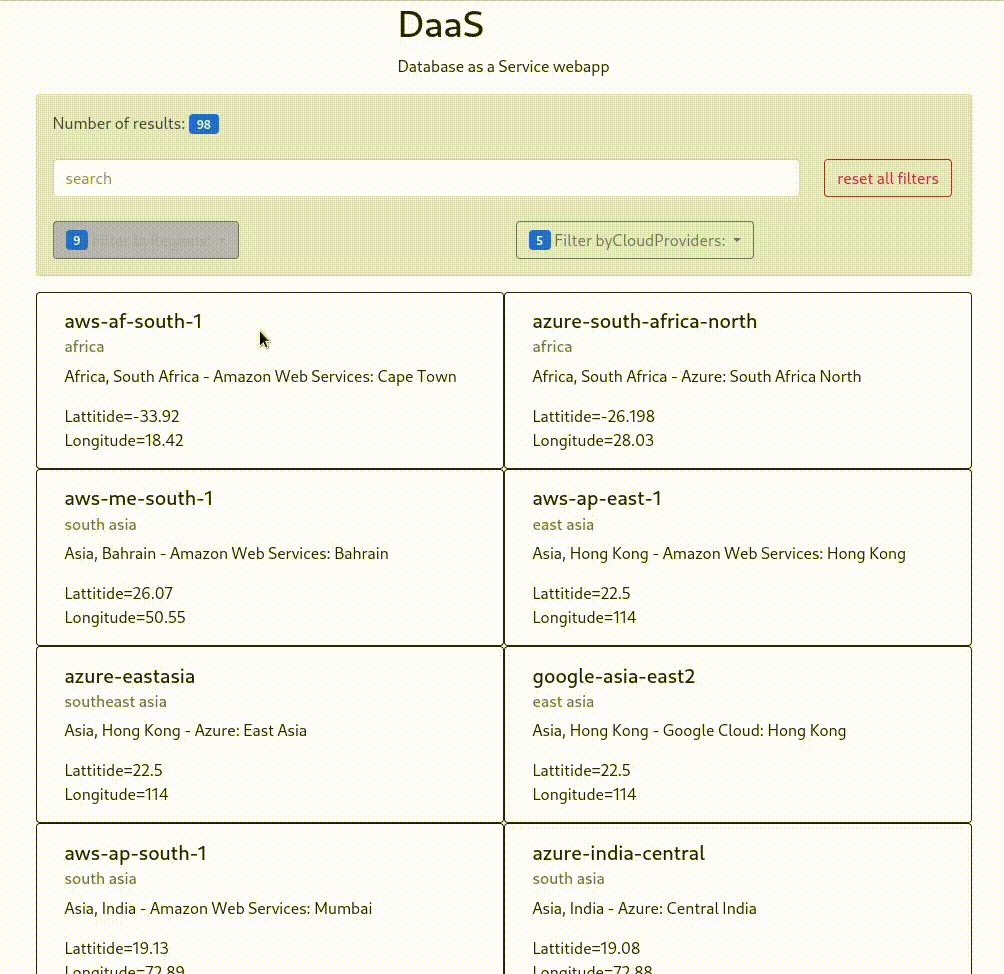 DaaS
Database as a Service webapp
Number of results: 98
search
reset all filters
9 Filter byRegions:
5 Filter byCloudProviders:
aws-af-south-1
africa
Africa, South Africa - Amazon Web Services: Cape Town
Lattitide=-33.92
Longitude=18.42
azure-south-africa-north
africa
Africa, South Africa - Azure: South Africa North
Lattitide=-26.198
Longitude=28.03
aws-me-south-1
south asia
Asia, Bahrain - Amazon Web Services: Bahrain
Lattitide=26.07
Longitude=50.55
aws-ap-east-1
east asia
Asia, Hong Kong - Amazon Web Services: Hong Kong
Lattitide=22.5
Longitude=114
azure-eastasia
southeast asia
Asia, Hong Kong - Azure: East Asia
Lattitide=22.5
Longitude=114
google-asia-east2
east asia
Asia, Hong Kong - Google Cloud: Hong Kong
Lattitide=22.5
Longitude=114
aws-ap-south-1
south asia
Asia, India - Amazon Web Services: Mumbai
Lattitide=19.13
Longitude=72.89
azure-india-central
south asia
Asia, India - Azure: Central India
Lattitide=19.08
Longitude=72.88